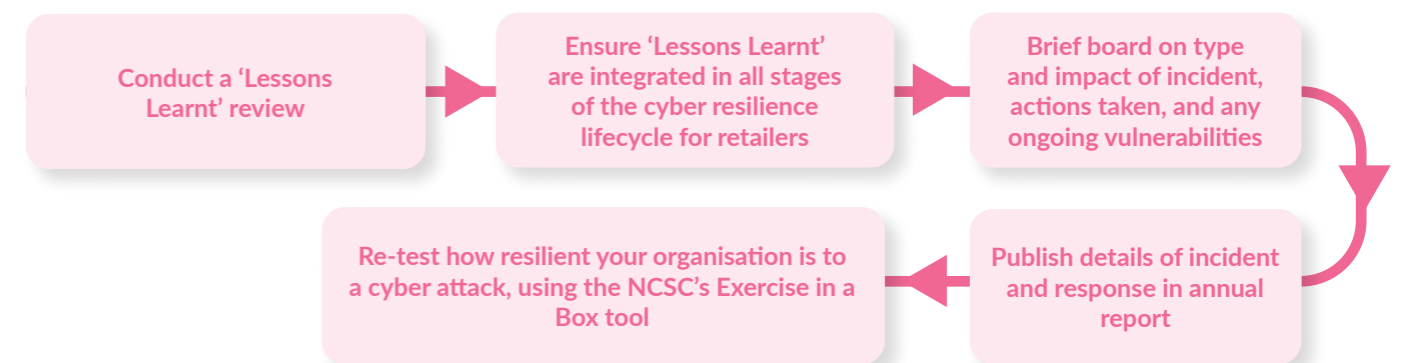 Conduct a ‘Lessons
Learnt’ review
Ensure ‘Lessons Learnt’
are integrated in all stages
of the cyber resilience
lifecycle for retailers
Brief board on type
and impact of incident,
actions taken, and any
ongoing vulnerabilities
Publish details of incident
and response in annual
report
Re-test how resilient your organisation is to
a cyber attack, using the NCSC’s Exercise in a
Box tool